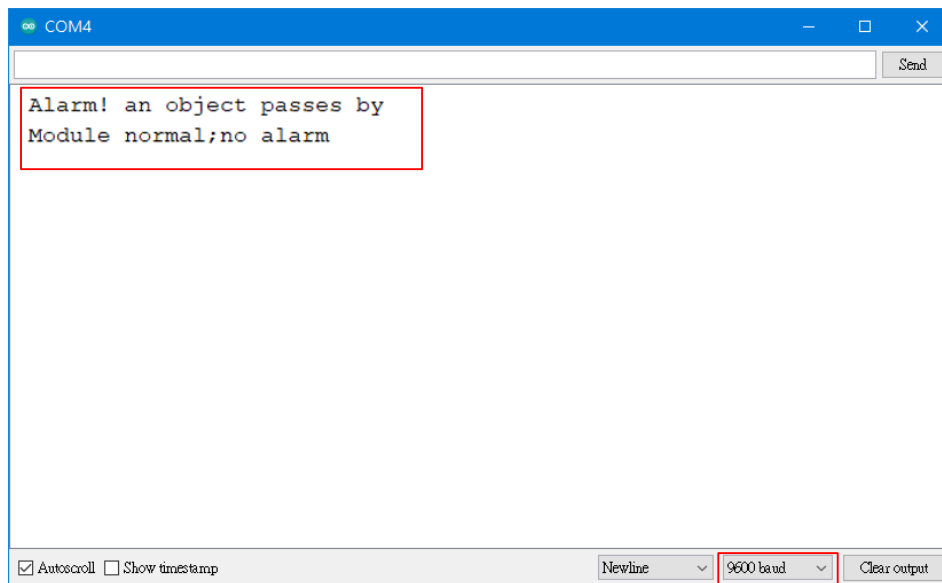 COM4
Send
Alarm! an object passes by
Module normal;no alarm
Autoscroll Show timestamp Newline 9600 baud Clear output